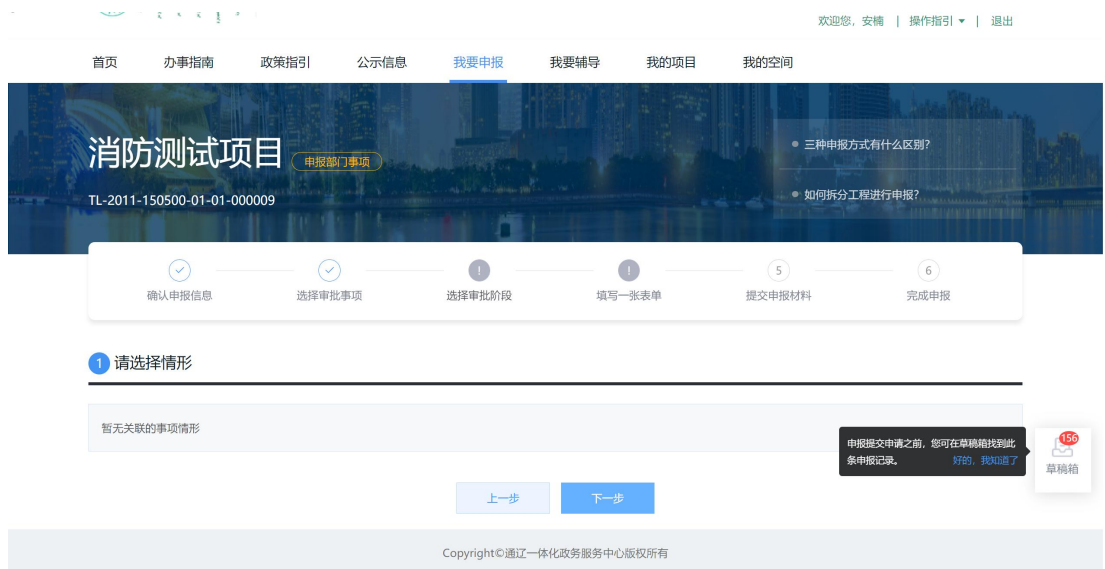 欢迎您，安楠 | 操作指引 ▼ | 退出
首页 办事指南 政策指引 公示信息 我要申报 我要辅导 我的项目 我的空间
消防测试项目 申报部门事项
TL-2011-150500-01-01-000009
三种申报方式有什么区别?
如何拆分工程进行申报?
! ! 5 6
确认申报信息 选择审批事项 选择审批阶段 填写一张表单 提交申报材料 完成申报
1 请选择情形
暂无关联的事项情形
申报提交申请之前，您可在草稿箱找到此
条申报记录。 好的，我知道了
156
草稿箱
上一步 下一步
Copyright©通辽一体化政务服务中心版权所有